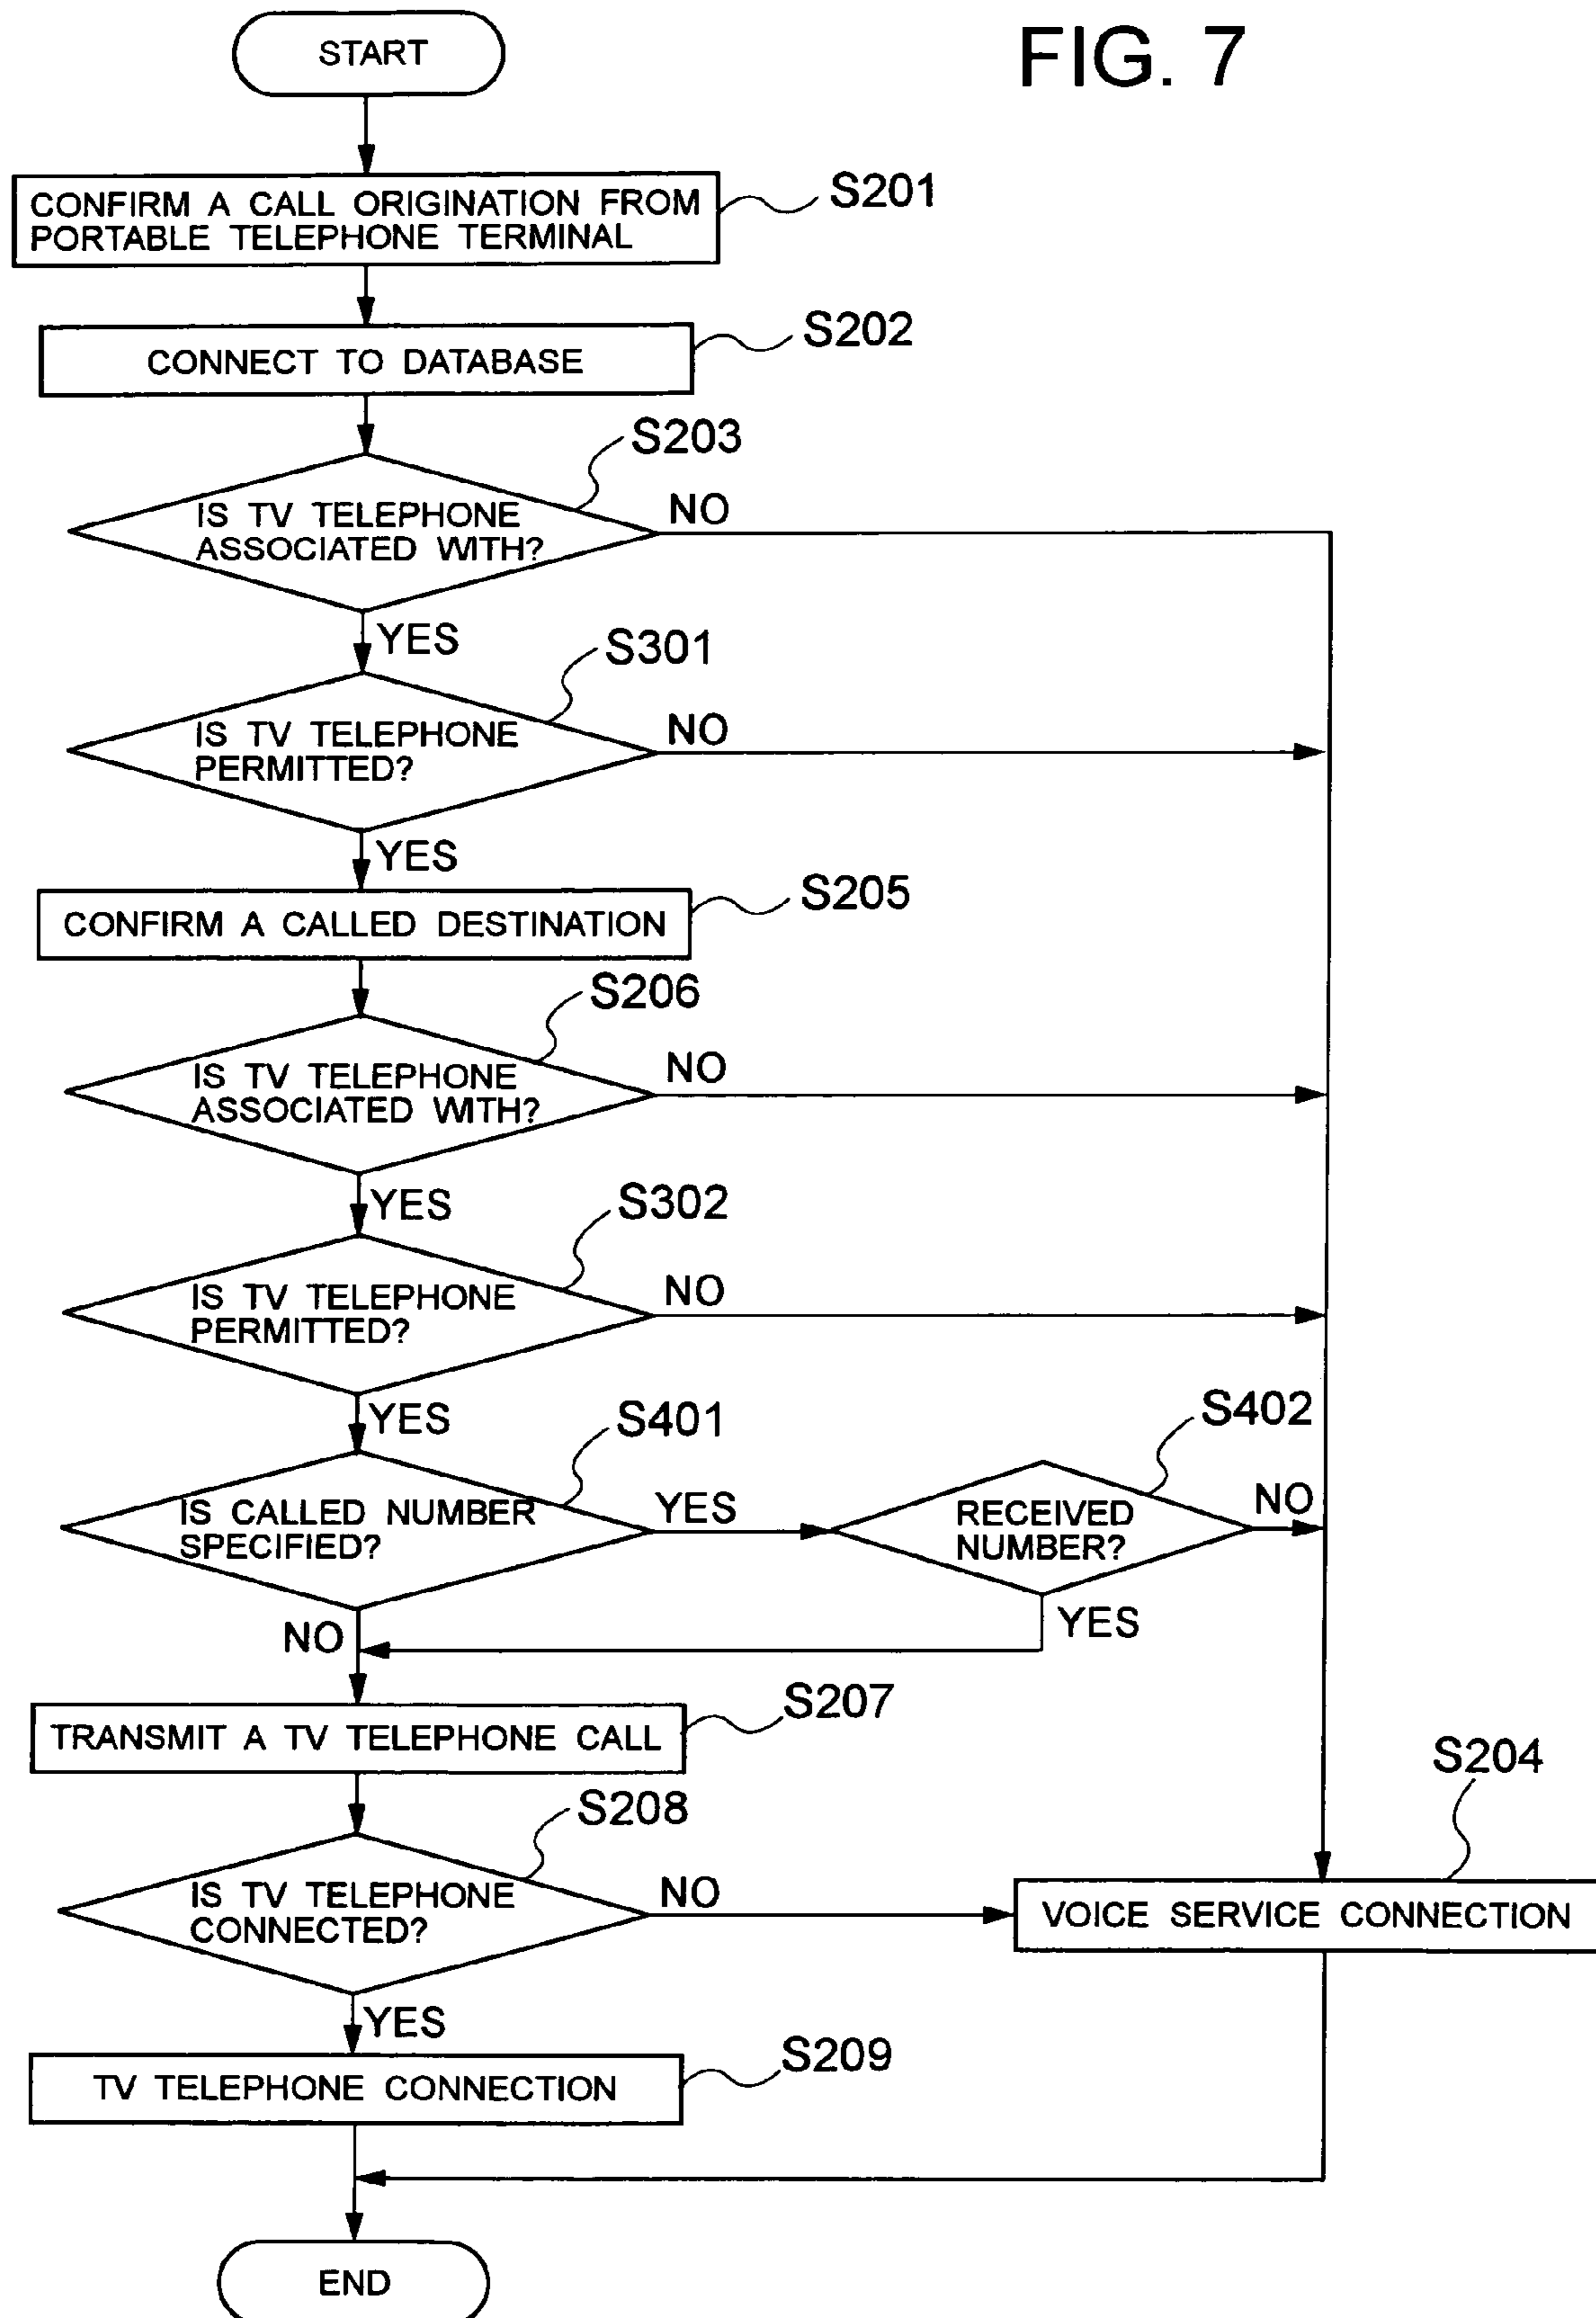 FIG. 7
START
CONFIRM A CALL ORIGINATION FROM
PORTABLE TELEPHONE TERMINAL
S201
CONNECT TO DATABASE
S202
S203
IS TV TELEPHONE
ASSOCIATED WITH?
NO
YES
S301
IS TV TELEPHONE
PERMITTED?
NO
YES
CONFIRM A CALLED DESTINATION
S205
S206
IS TV TELEPHONE
ASSOCIATED WITH?
NO
YES
S302
IS TV TELEPHONE
PERMITTED?
NO
YES
S401
IS CALLED NUMBER
SPECIFIED?
YES
S402
RECEIVED
NUMBER?
NO
YES
NO
TRANSMIT A TV TELEPHONE CALL
S207
S208
IS TV TELEPHONE
CONNECTED?
NO
S204
VOICE SERVICE CONNECTION
YES
TV TELEPHONE CONNECTION
S209
END